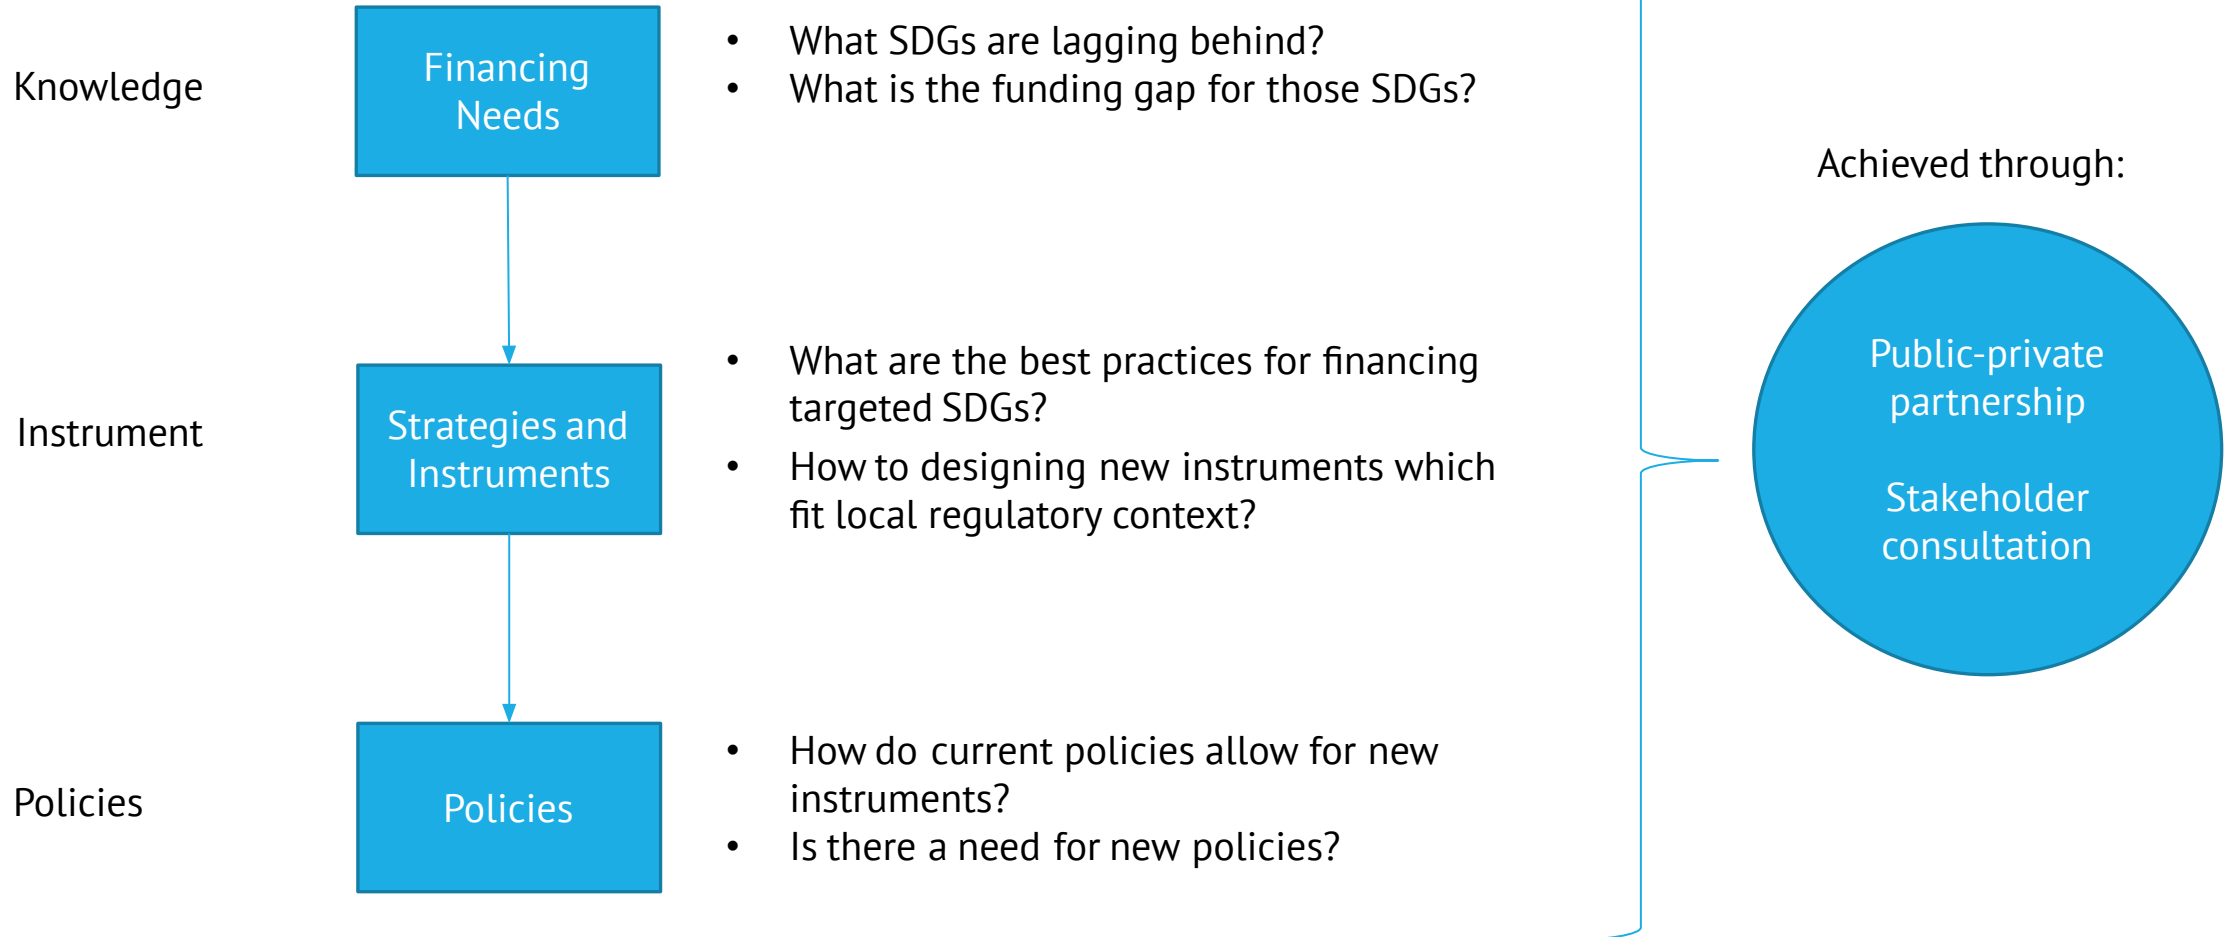 Knowledge
Financing
Needs
• What SDGs are lagging behind?
• What is the funding gap for those SDGs?
Instrument
Strategies and
Instruments
• What are the best practices for financing
targeted SDGs?
• How to designing new instruments which
fit local regulatory context?
Policies
Policies
• How do current policies allow for new
instruments?
• Is there a need for new policies?
Achieved through:
Public-private
partnership
Stakeholder
consultation